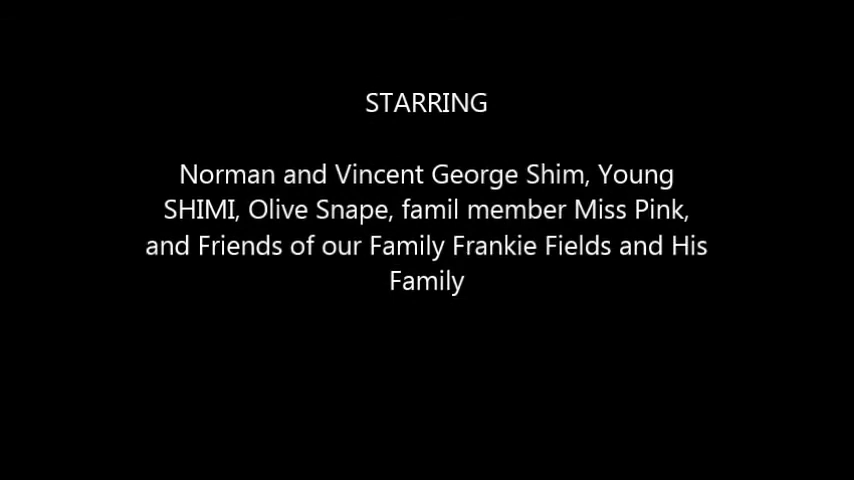 STARRING
Norman and Vincent George Shim, Young
SHIMI, Olive Snape, famil member Miss Pink,
and Friends of our Family Frankie Fields and His
Family